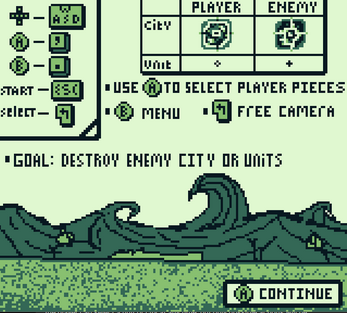 PLAYER ENEMY
W
ASD
CITY
A
B
UNIT
START – ESC
USE A TO SELECT PLAYER PIECES
SELECT –
B MENU FREE CAMERA
GOAL: DESTROY ENEMY CITY OR UNITS
A CONTINUE